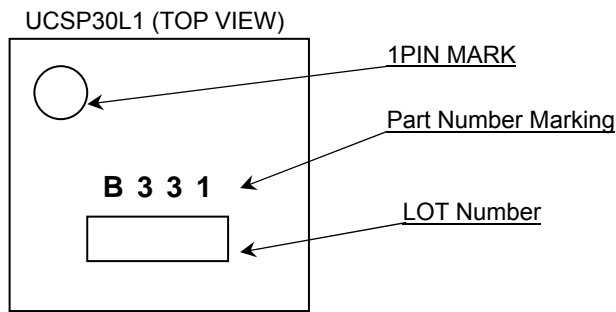 UCSP30L1 (TOP VIEW)
1PIN MARK
Part Number Marking
B 3 3 1
LOT Number